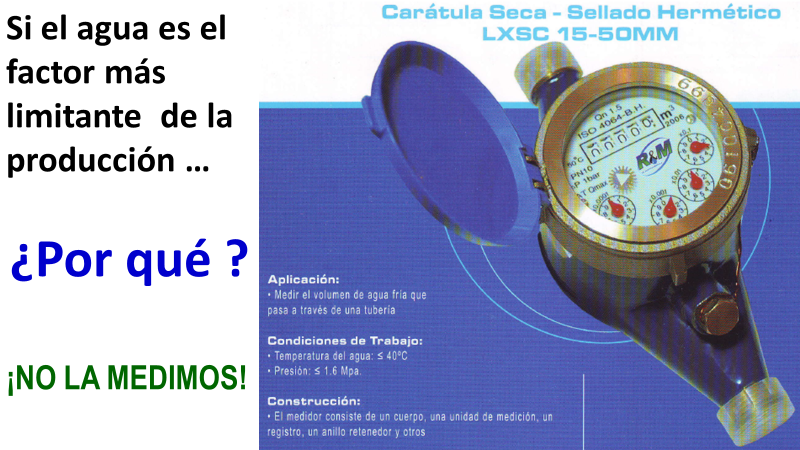 Si el agua es el
factor más
limitante de la
producción ...
¿Por qué ?
¡NO LA MEDIMOS!
Carátula Seca - Sellado Hermético
LXSC 15-50MM
Aplicación:
• Medir el volumen de agua fría que
pasa a través de una tubería
Condiciones de Trabajo:
• Temperatura del agua: ≤ 40ºC
• Presión: ≤ 1.6 Mpa.
Construcción:
• El medidor consiste de un cuerpo, una unidad de medición, un
registro, un anillo retenedor y otros
Qn 1.5
ISO 4064-B.H.
m³
2006
50°C
PN10
R&M